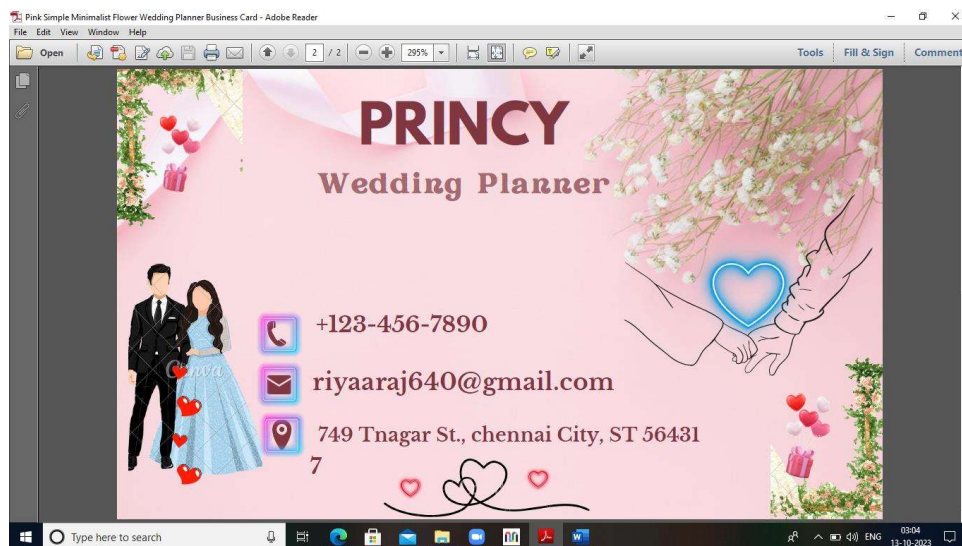 Pink Simple Minimalist Flower Wedding Planner Business Card - Adobe Reader
File Edit View Window Help
Open 2 / 2 295% Tools Fill & Sign Comment
PRINCY
Wedding Planner
+123-456-7890
Canva
riyaaraj640@gmail.com
749 Tnagar St., chennai City, ST 56431
7
Type here to search
ENG
03:04
13-10-2023